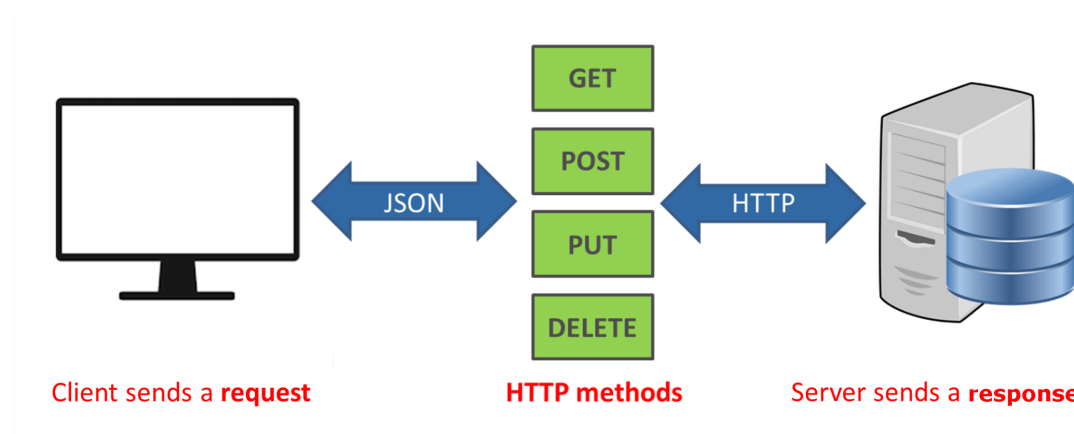 GET
POST
JSON
HTTP
PUT
DELETE
Client sends a request
HTTP methods
Server sends a response